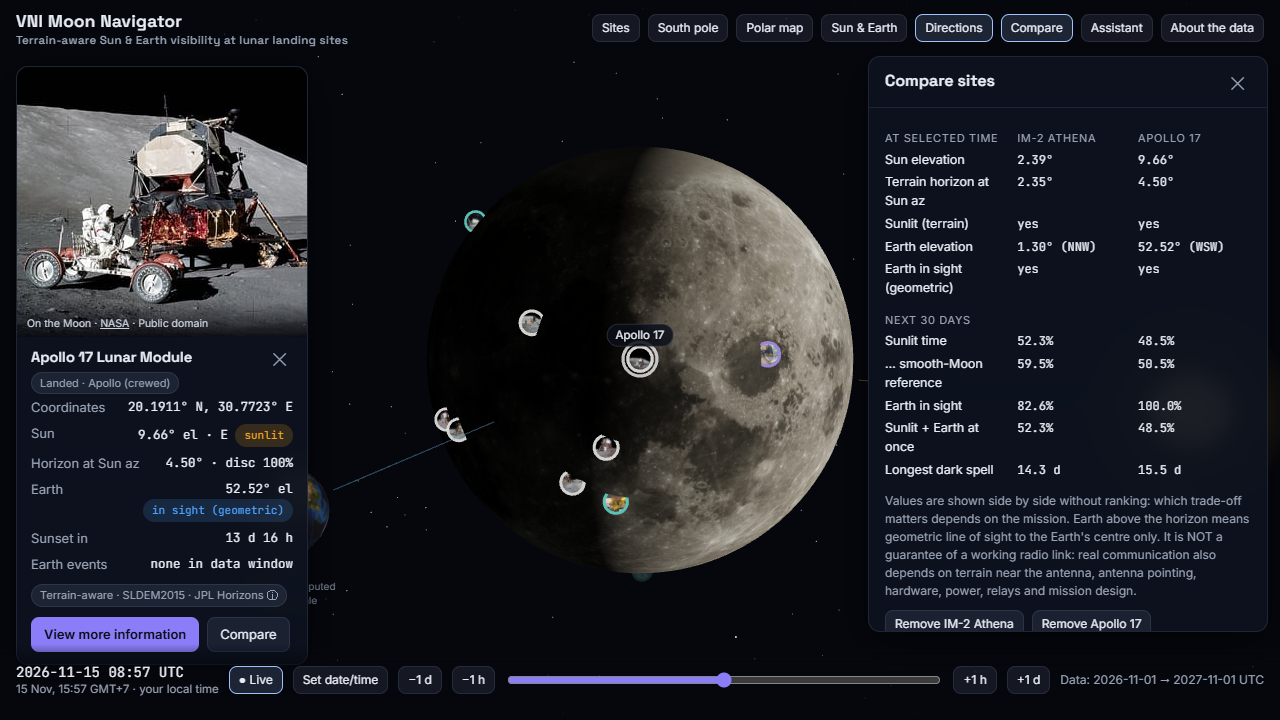 VNI Moon Navigator
Terrain-aware Sun & Earth visibility at lunar landing sites
Sites
South pole
Polar map
Sun & Earth
Directions
Compare
Assistant
About the data
On the Moon · NASA · Public domain
Apollo 17 Lunar Module
Landed · Apollo (crewed)
Coordinates 20.1911° N, 30.7723° E
Sun 9.66° el · E sunlit
Horizon at Sun az 4.50° · disc 100%
Earth 52.52° el
in sight (geometric)
Sunset in 13 d 16 h
Earth events none in data window
Terrain-aware · SLDEM2015 · JPL Horizons ⓘ
View more information
Compare
Apollo 17
Compare sites
AT SELECTED TIME IM-2 ATHENA APOLLO 17
Sun elevation 2.39° 9.66°
Terrain horizon at 2.35° 4.50°
Sun az
Sunlit (terrain) yes yes
Earth elevation 1.30° (NNW) 52.52° (WSW)
Earth in sight yes yes
(geometric)
NEXT 30 DAYS
Sunlit time 52.3% 48.5%
... smooth-Moon 59.5% 50.5%
reference
Earth in sight 82.6% 100.0%
Sun + Earth at 52.3% 48.5%
once
Longest dark spell 14.3 d 15.5 d
Values are shown side by side without ranking: which trade-off
matters depends on the mission. Earth above the horizon means
geometric line of sight to the Earth's centre only. It is NOT a
guarantee of a working radio link: real communication also
depends on terrain near the antenna, antenna pointing,
hardware, power, relays and mission design.
Remove IM-2 Athena
Remove Apollo 17
2026-11-15 08:57 UTC
15 Nov, 15:57 GMT+7 · your local time
● Live
Set date/time
−1 d
−1 h
+1 h
+1 d
Data: 2026-11-01 → 2027-11-01 UTC